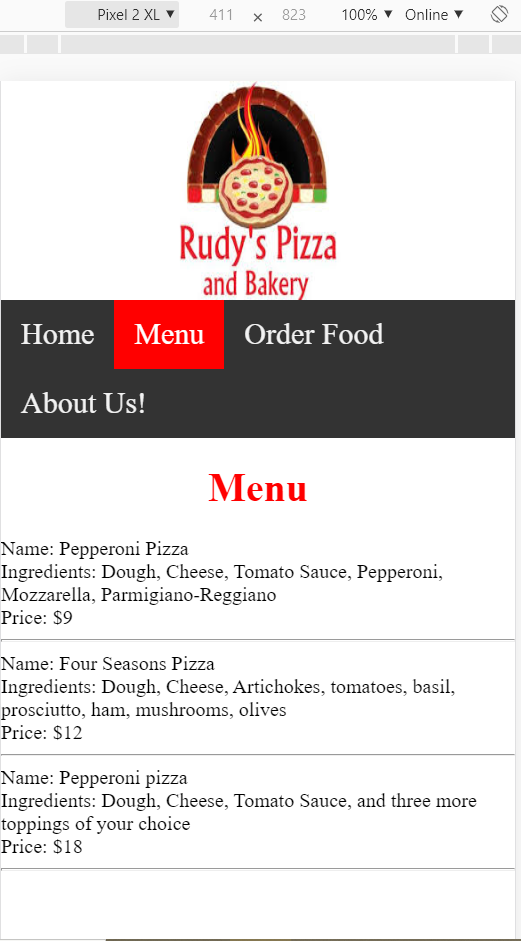 Pixel 2 XL ▼ 411 × 823 100% ▼ Online ▼
Rudy's Pizza
and Bakery
Home Menu Order Food
About Us!
Menu
Name: Pepperoni Pizza
Ingredients: Dough, Cheese, Tomato Sauce, Pepperoni,
Mozzarella, Parmigiano-Reggiano
Price: $9
Name: Four Seasons Pizza
Ingredients: Dough, Cheese, Artichokes, tomatoes, basil,
prosciutto, ham, mushrooms, olives
Price: $12
Name: Pepperoni pizza
Ingredients: Dough, Cheese, Tomato Sauce, and three more
toppings of your choice
Price: $18